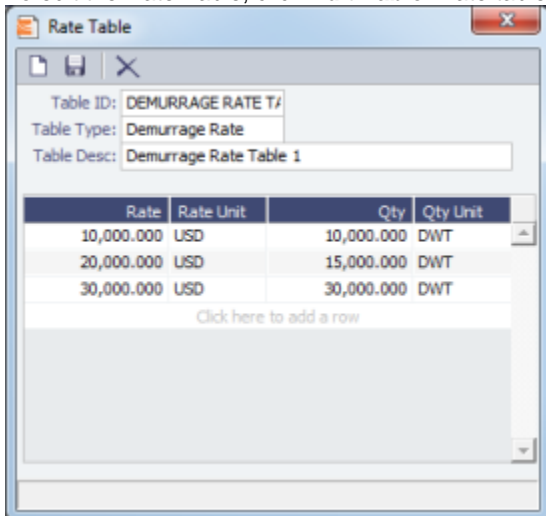 Rate Table
Table ID: DEMURRAGE RATE TA
Table Type: Demurrage Rate
Table Desc: Demurrage Rate Table 1
Rate Rate Unit Qty Qty Unit
10,000.000 USD 10,000.000 DWT
20,000.000 USD 15,000.000 DWT
30,000.000 USD 30,000.000 DWT
Click here to add a row